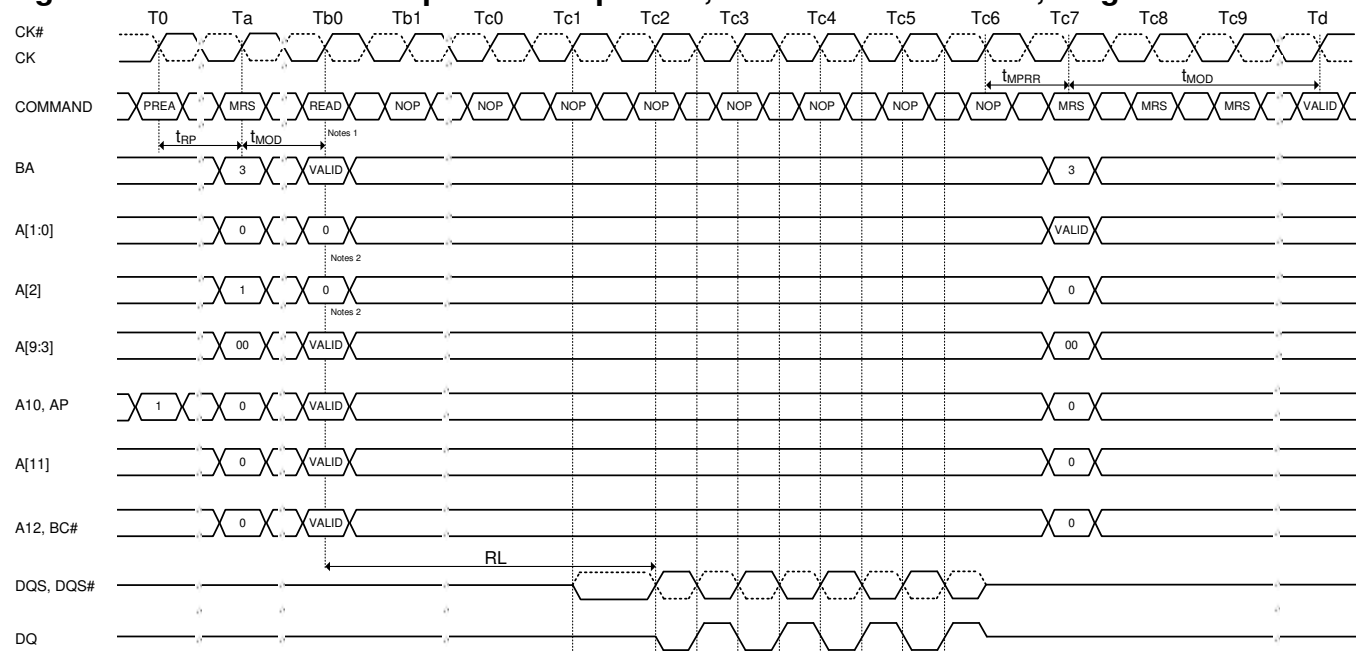 T0 Ta Tb0 Tb1 Tc0 Tc1 Tc2 Tc3 Tc4 Tc5 Tc6 Tc7 Tc8 Tc9 Td
CK#
CK
tMPRR tMOD
COMMAND PREA MRS READ NOP NOP NOP NOP NOP NOP NOP NOP MRS MRS MRS VALID
tRP tMOD Notes 1
BA 3 VALID 3
A[1:0] 0 0 VALID
Notes 2
A[2] 1 0 0
Notes 2
A[9:3] 00 VALID 00
A10, AP 1 0 VALID 0
A[11] 0 VALID 0
A12, BC# 0 VALID 0
RL
DQS, DQS#
DQ